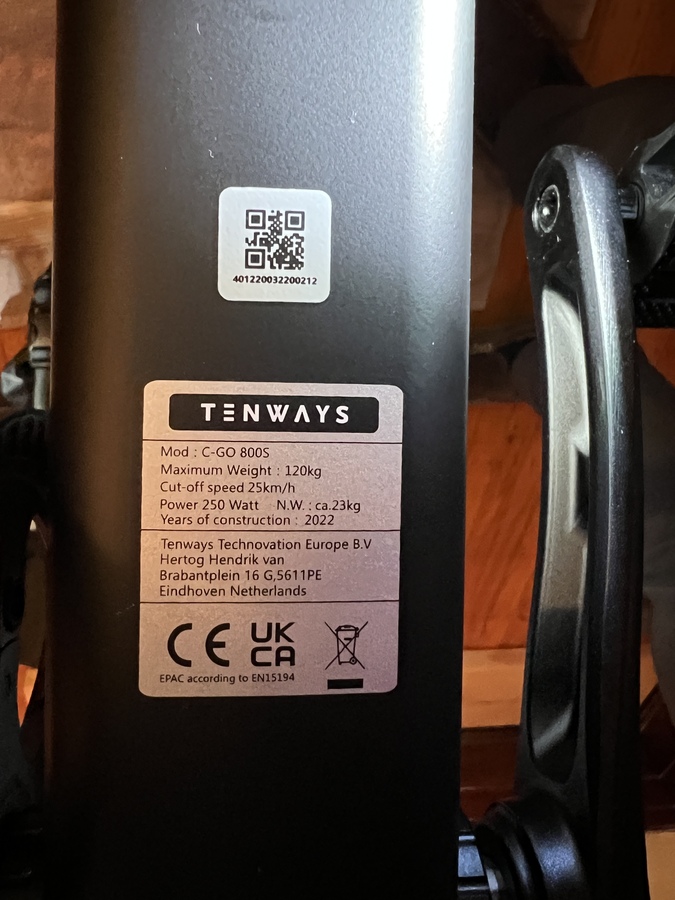 401220032200212
TENWAYS
Mod : C-GO 800S
Maximum Weight : 120kg
Cut-off speed 25km/h
Power 250 Watt N.W. : ca.23kg
Years of construction : 2022
Tenways Technovation Europe B.V
Hertog Hendrik van
Brabantplein 16 G,5611PE
Eindhoven Netherlands
CE UK
CA
EPAC according to EN15194